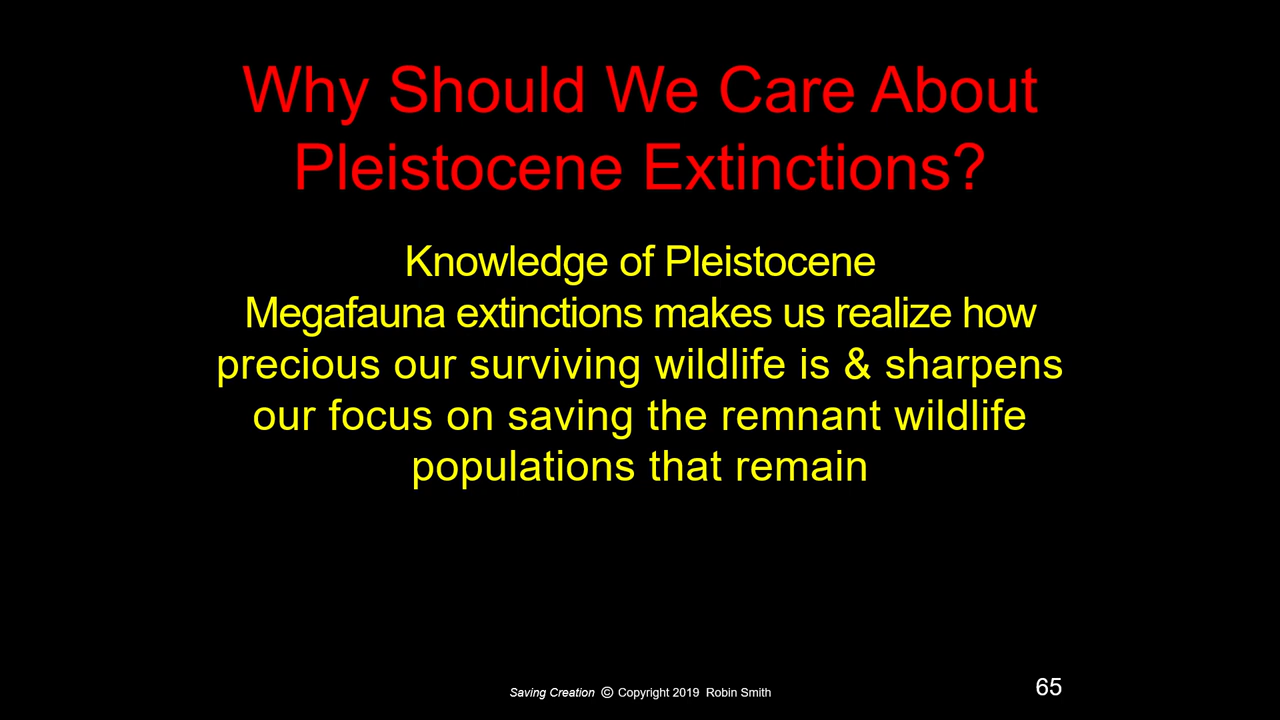 Why Should We Care About
Pleistocene Extinctions?
Knowledge of Pleistocene
Megafauna extinctions makes us realize how
precious our surviving wildlife is & sharpens
our focus on saving the remnant wildlife
populations that remain
Saving Creation © Copyright 2019 Robin Smith
65